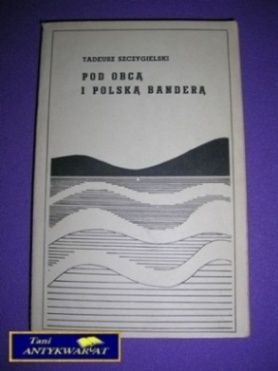 TADEUSZ SZCZYGIELSKI
POD OBCĄ
I POLSKĄ BANDERĄ
Tani
ANTYKWARIAT